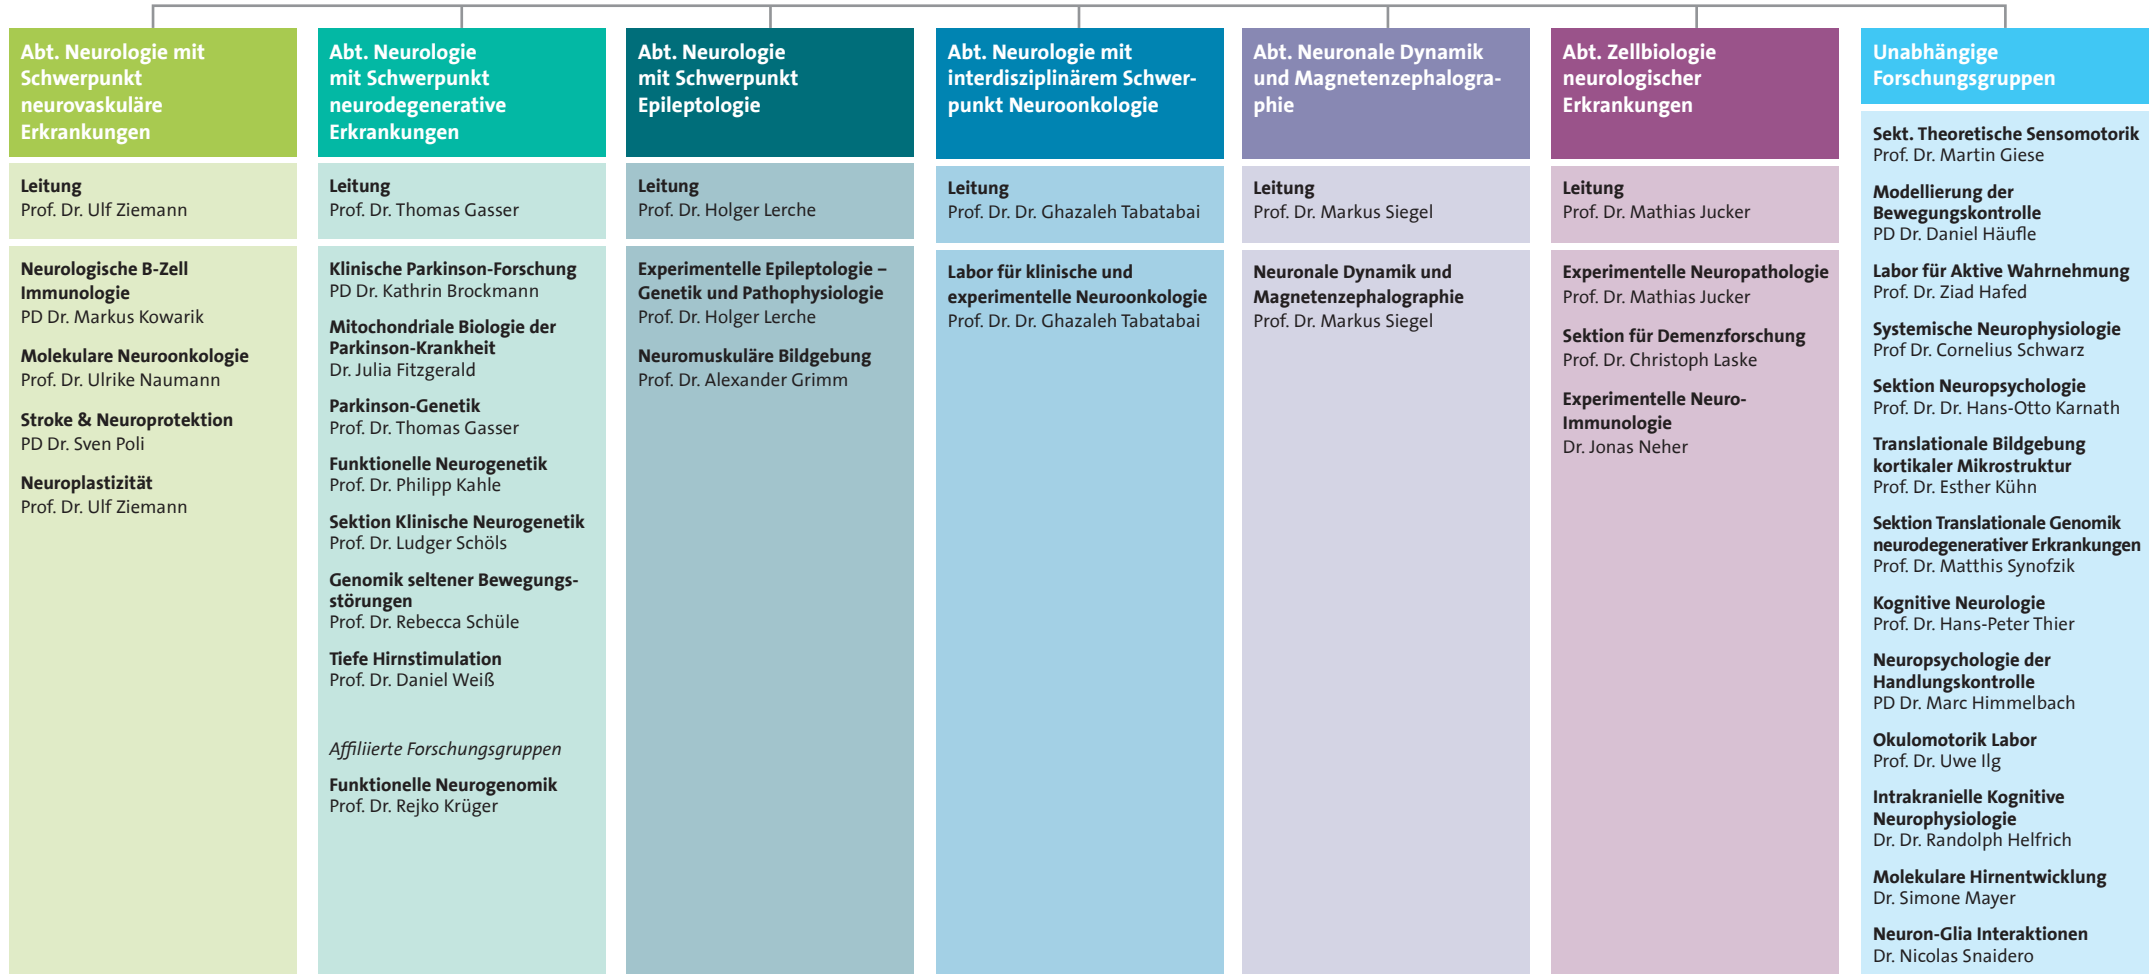 Abt. Neurologie mit
Schwerpunkt
neurovaskuläre
Erkrankungen
Leitung
Prof. Dr. Ulf Ziemann
Neurologische B-Zell
Immunologie
PD Dr. Markus Kowarik
Molekulare Neuroonkologie
Prof. Dr. Ulrike Naumann
Stroke & Neuroprotektion
PD Dr. Sven Poli
Neuroplastizität
Prof. Dr. Ulf Ziemann
Abt. Neurologie
mit Schwerpunkt
neurodegenerative
Erkrankungen
Leitung
Prof. Dr. Thomas Gasser
Klinische Parkinson-Forschung
PD Dr. Kathrin Brockmann
Mitochondriale Biologie der
Parkinson-Krankheit
Dr. Julia Fitzgerald
Parkinson-Genetik
Prof. Dr. Thomas Gasser
Funktionelle Neurogenetik
Prof. Dr. Philipp Kahle
Sektion Klinische Neurogenetik
Prof. Dr. Ludger Schöls
Genomik seltener Bewegungs-
störungen
Prof. Dr. Rebecca Schüle
Tiefe Hirnstimulation
Prof. Dr. Daniel Weiß
Affiliierte Forschungsgruppen
Funktionelle Neurogenomik
Prof. Dr. Rejko Krüger
Abt. Neurologie
mit Schwerpunkt
Epileptologie
Leitung
Prof. Dr. Holger Lerche
Experimentelle Epileptologie –
Genetik und Pathophysiologie
Prof. Dr. Holger Lerche
Neuromuskuläre Bildgebung
Prof. Dr. Alexander Grimm
Abt. Neurologie mit
interdisziplinärem Schwer-
punkt Neuroonkologie
Leitung
Prof. Dr. Dr. Ghazaleh Tabatabai
Labor für klinische und
experimentelle Neuroonkologie
Prof. Dr. Dr. Ghazaleh Tabatabai
Abt. Neuronale Dynamik
und Magnetenzephalogra-
phie
Leitung
Prof. Dr. Markus Siegel
Neuronale Dynamik und
Magnetenzephalographie
Prof. Dr. Markus Siegel
Abt. Zellbiologie
neurologischer
Erkrankungen
Leitung
Prof. Dr. Mathias Jucker
Experimentelle Neuropathologie
Prof. Dr. Mathias Jucker
Sektion für Demenzforschung
Prof. Dr. Christoph Laske
Experimentelle Neuro-
Immunologie
Dr. Jonas Neher
Unabhängige
Forschungsgruppen
Sekt. Theoretische Sensomotorik
Prof. Dr. Martin Giese
Modellierung der
Bewegungskontrolle
PD Dr. Daniel Häufle
Labor für Aktive Wahrnehmung
Prof. Dr. Ziad Hafed
Systemische Neurophysiologie
Prof Dr. Cornelius Schwarz
Sektion Neuropsychologie
Prof. Dr. Dr. Hans-Otto Karnath
Translationale Bildgebung
kortikaler Mikrostruktur
Prof. Dr. Esther Kühn
Sektion Translationale Genomik
neurodegenerativer Erkrankungen
Prof. Dr. Matthis Synofzik
Kognitive Neurologie
Prof. Dr. Hans-Peter Thier
Neuropsychologie der
Handlungskontrolle
PD Dr. Marc Himmelbach
Okulomotorik Labor
Prof. Dr. Uwe Ilg
Intrakranielle Kognitive
Neurophysiologie
Dr. Dr. Randolph Helfrich
Molekulare Hirnentwicklung
Dr. Simone Mayer
Neuron-Glia Interaktionen
Dr. Nicolas Snaidero